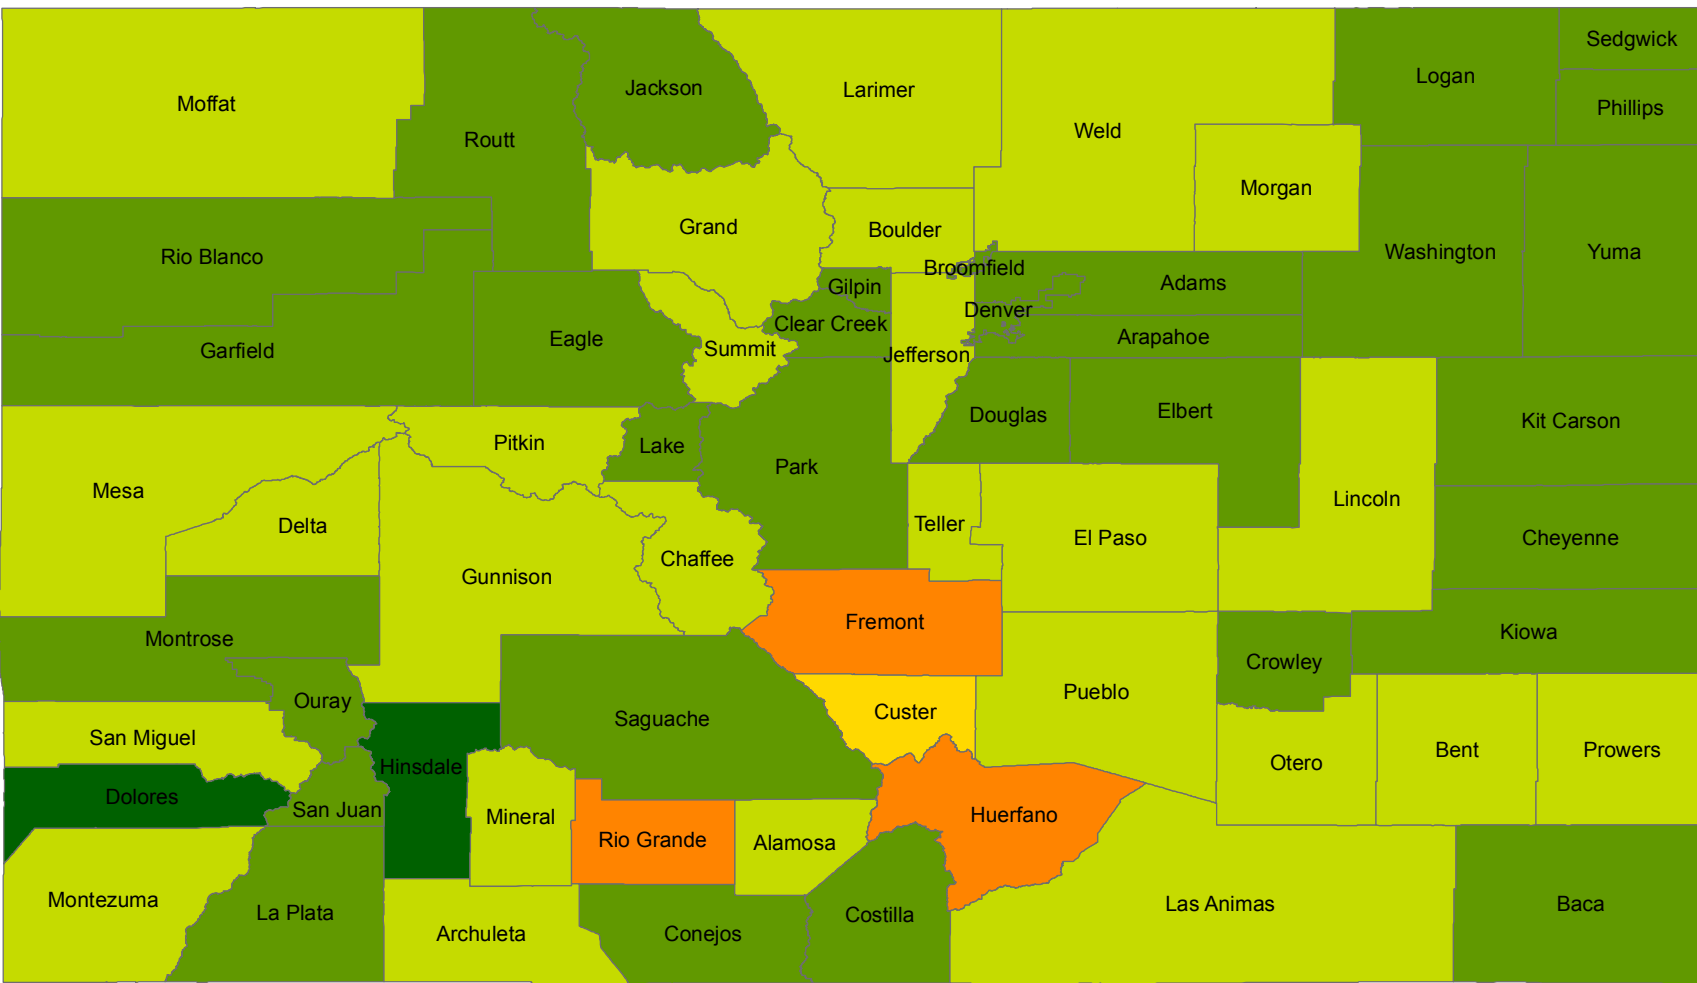 Sedgwick
Logan
Jackson
Larimer
Moffat
Phillips
Weld
Routt
Morgan
Grand
Boulder
Washington
Yuma
Rio Blanco
Broomfield
Adams
Gilpin
Denver
Clear Creek
Arapahoe
Eagle
Summit
Garfield
Jefferson
Elbert
Douglas
Kit Carson
Pitkin
Lake
Park
Mesa
Lincoln
Delta
Teller
El Paso
Cheyenne
Chaffee
Gunnison
Fremont
Kiowa
Montrose
Crowley
Pueblo
Ouray
Custer
Saguache
San Miguel
Bent
Prowers
Otero
Hinsdale
Dolores
San Juan
Huerfano
Mineral
Rio Grande
Alamosa
Montezuma
Las Animas
Baca
La Plata
Costilla
Archuleta
Conejos